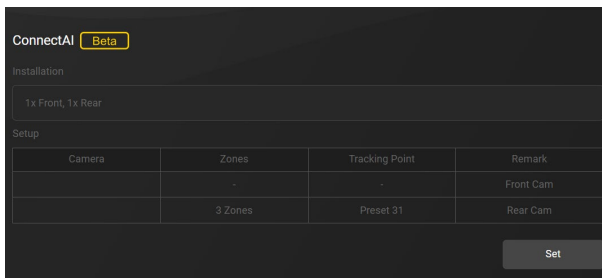 ConnectAI Beta
Installation
1x Front, 1x Rear
Setup
Camera Zones Tracking Point Remark
- - Front Cam
3 Zones Preset 31 Rear Cam
Set